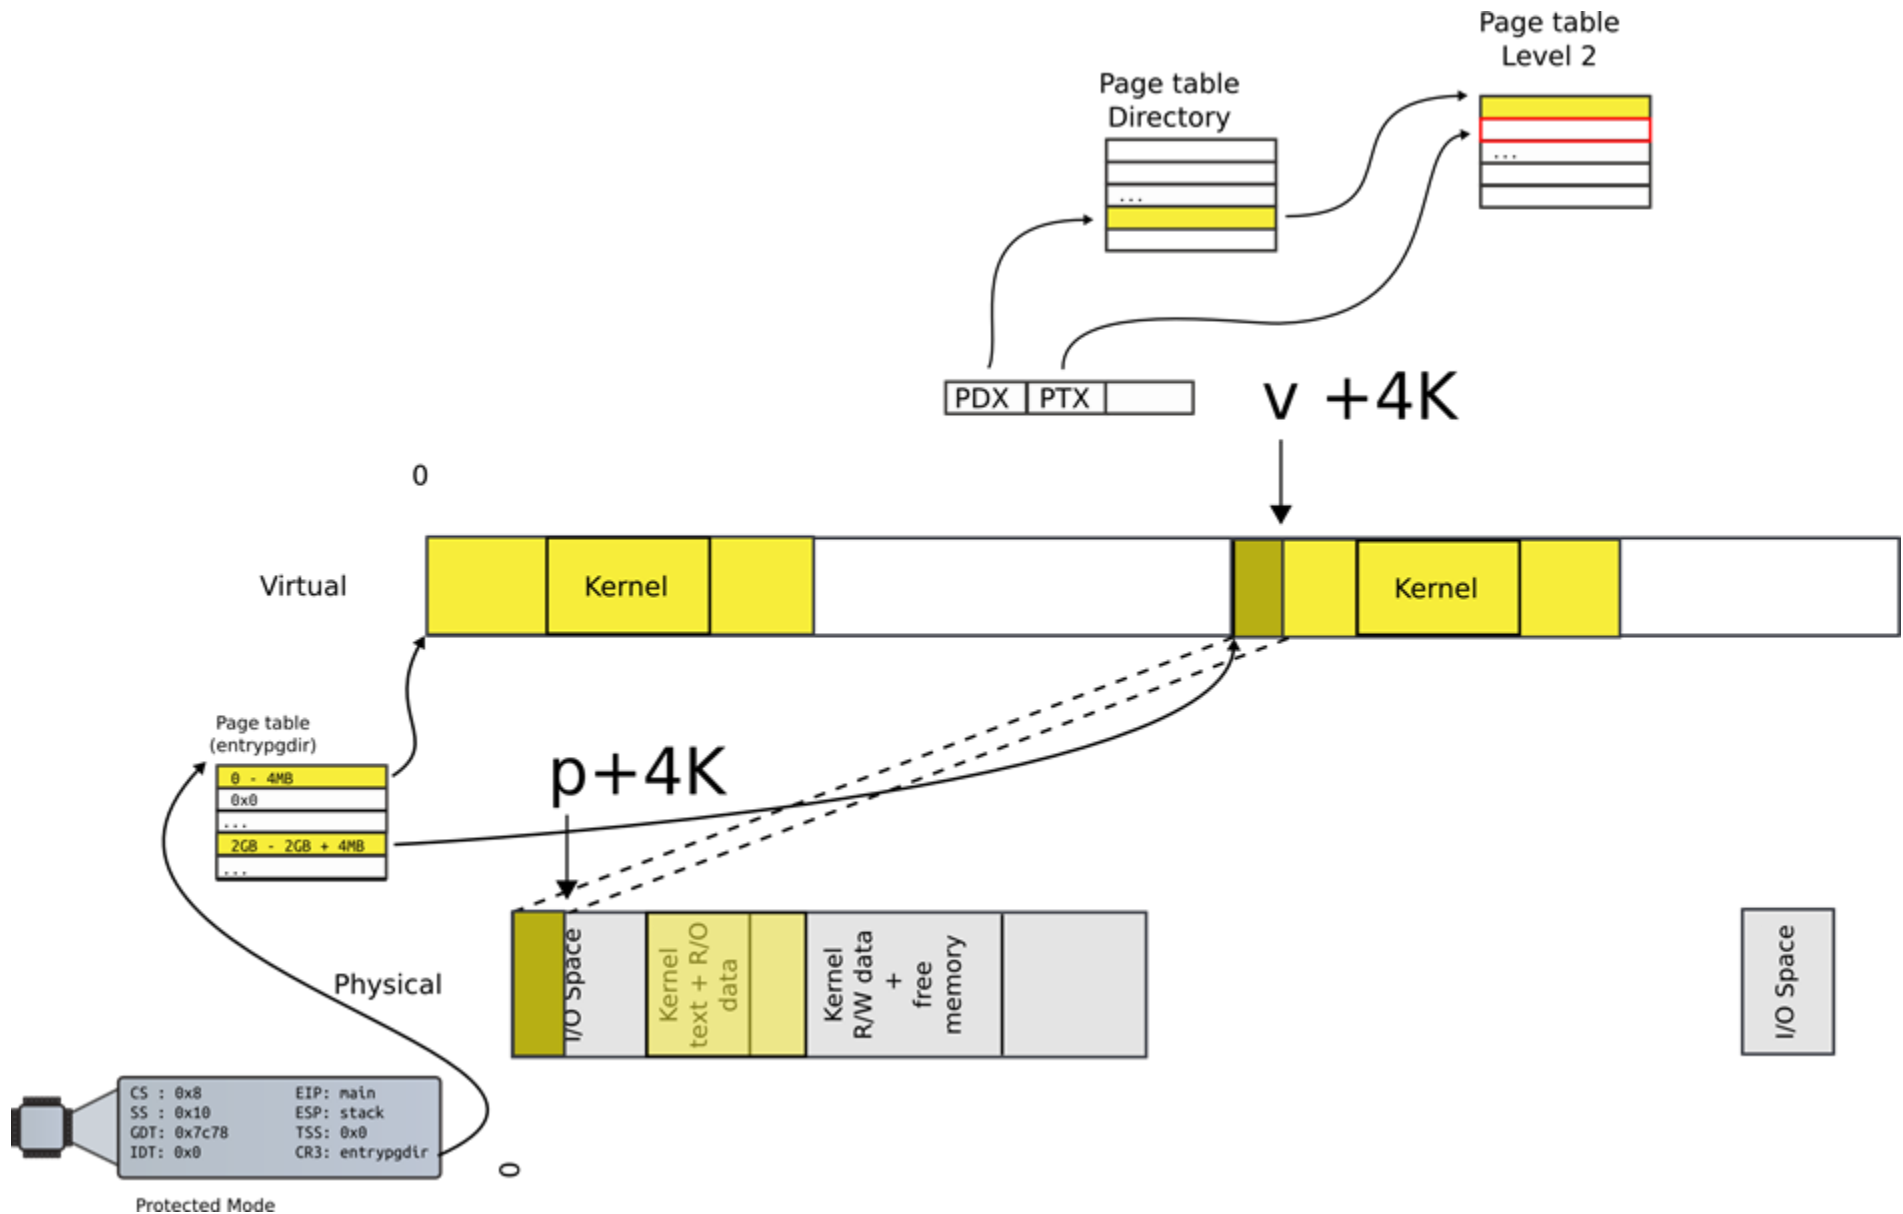 Page table
Level 2
Page table
Directory
...
...
PDX PTX
v +4K
0
Virtual
Kernel
Kernel
Page table
(entrypgdir)
0 - 4MB
0x0
...
2GB - 2GB + 4MB
...
p+4K
Physical
I/O Space
Kernel
text + R/O
data
Kernel
R/W data
+
free
memory
I/O Space
CS : 0x8 EIP: main
SS : 0x10 ESP: stack
GDT: 0x7c78 TSS: 0x0
IDT: 0x0 CR3: entrypgdir
0
Protected Mode